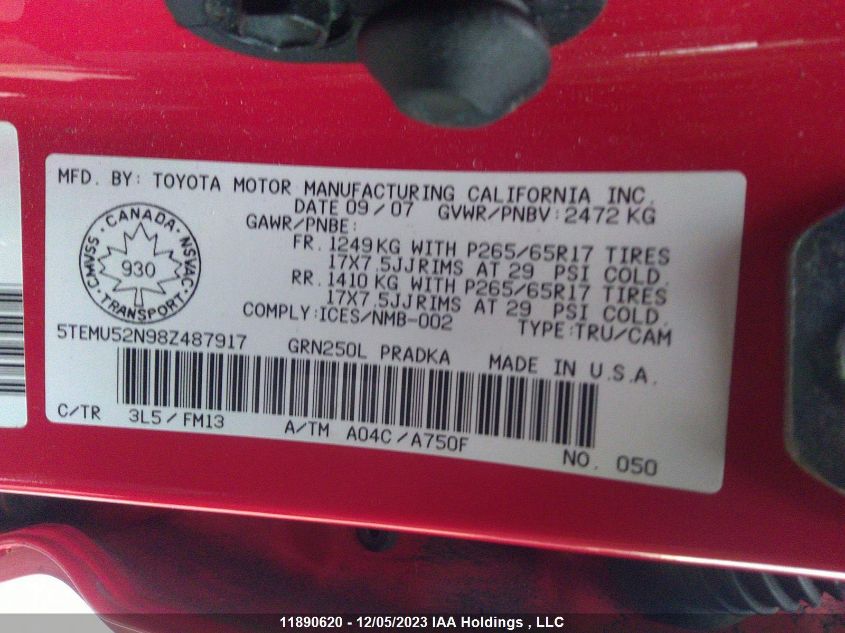 MFD. BY: TOYOTA MOTOR MANUFACTURING CALIFORNIA INC.
DATE 09/07 GVWR/PNBV:2472 KG
GAWR/PNBE:
FR. 1249KG WITH P265/65R17 TIRES
17X7.5JJRIMS AT 29 PSI COLD
RR. 1410 KG WITH P265/65R17 TIRES
17X7.5JJRIMS AT 29 PSI COLD
COMPLY:ICES/NMB-002 TYPE:TRU/CAM
CANADA
CMVSS 930 NSVAC
TRANSPORT
5TEMU52N98Z487917 GRN250L PRADKA MADE IN U.S.A.
C/TR 3L5/FM13 A/TM A04C/A750F NO. 050
11890620 - 12/05/2023 IAA Holdings , LLC